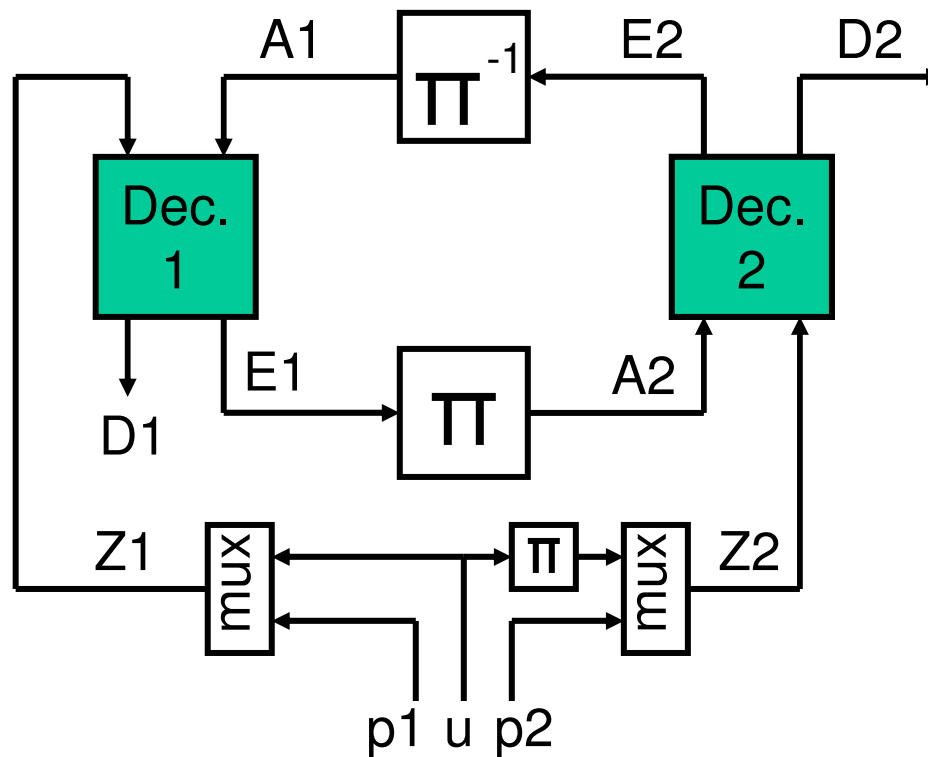 A1
π -1
E2
D2
Dec.
1
Dec.
2
E1
π
A2
D1
Z1
mux
π
mux
Z2
p1 u p2